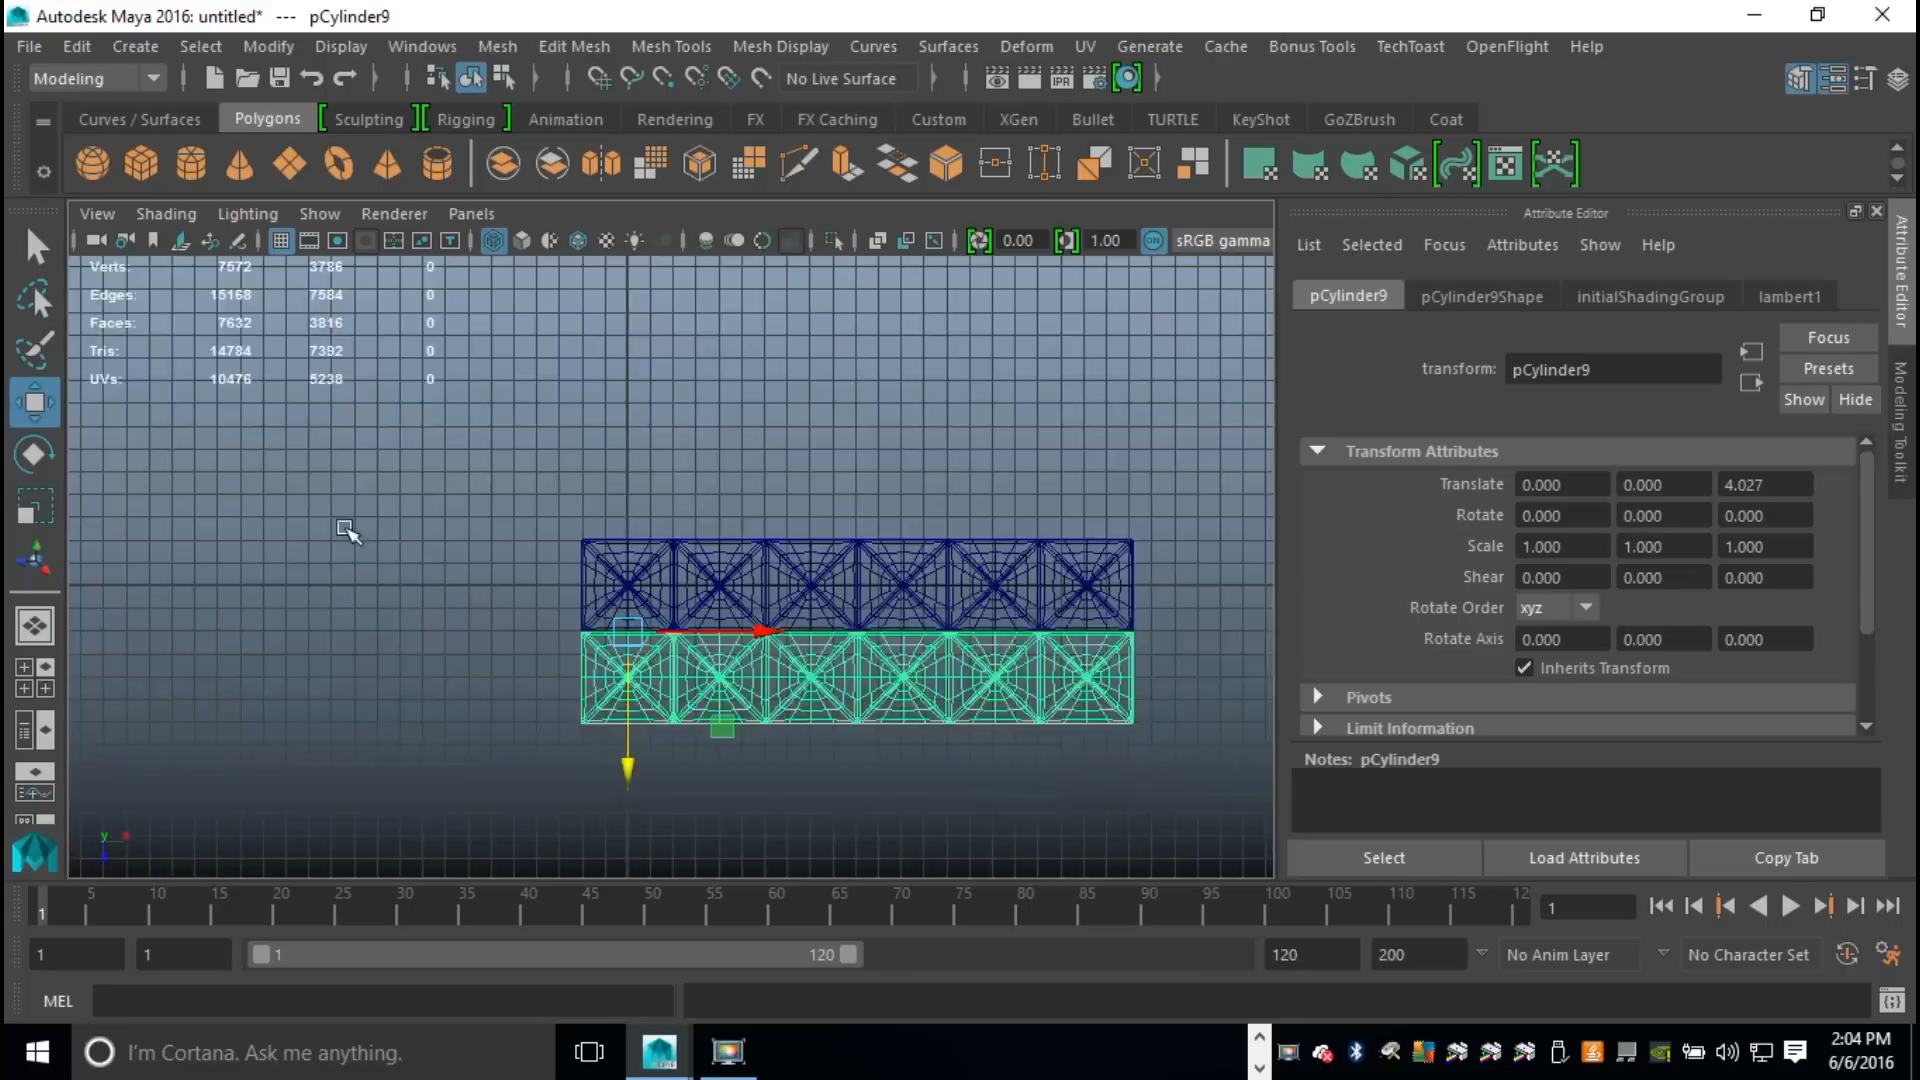 Autodesk Maya 2016: untitled* --- pCylinder9
File Edit Create Select Modify Display Windows Mesh Edit Mesh Mesh Tools Mesh Display Curves Surfaces Deform UV Generate Cache Bonus Tools TechToast OpenFlight Help
Modeling No Live Surface IPR
Curves / Surfaces Polygons Sculpting Rigging Animation Rendering FX FX Caching Custom XGen Bullet TURTLE KeyShot GoZBrush Coat
View Shading Lighting Show Renderer Panels
0.00 1.00 ON sRGB gamma
Verts: 7572 3786 0
Edges: 15168 7584 0
Faces: 7632 3816 0
Tris: 14784 7392 0
UVs: 10476 5238 0
y
Attribute Editor
List Selected Focus Attributes Show Help
pCylinder9 pCylinder9Shape initialShadingGroup lambert1
Focus
transform: pCylinder9
Presets
Show Hide
Transform Attributes
Translate 0.000 0.000 4.027
Rotate 0.000 0.000 0.000
Scale 1.000 1.000 1.000
Shear 0.000 0.000 0.000
Rotate Order xyz
Rotate Axis 0.000 0.000 0.000
Inherits Transform
Pivots
Limit Information
Notes: pCylinder9
Select Load Attributes Copy Tab
Attribute Editor
Modeling Toolkit
5 10 15 20 25 30 35 40 45 50 55 60 65 70 75 80 85 90 95 100 105 110 115 12
1 1
1 1 1 120 120 200 No Anim Layer No Character Set
MEL
I'm Cortana. Ask me anything.
2:04 PM
6/6/2016